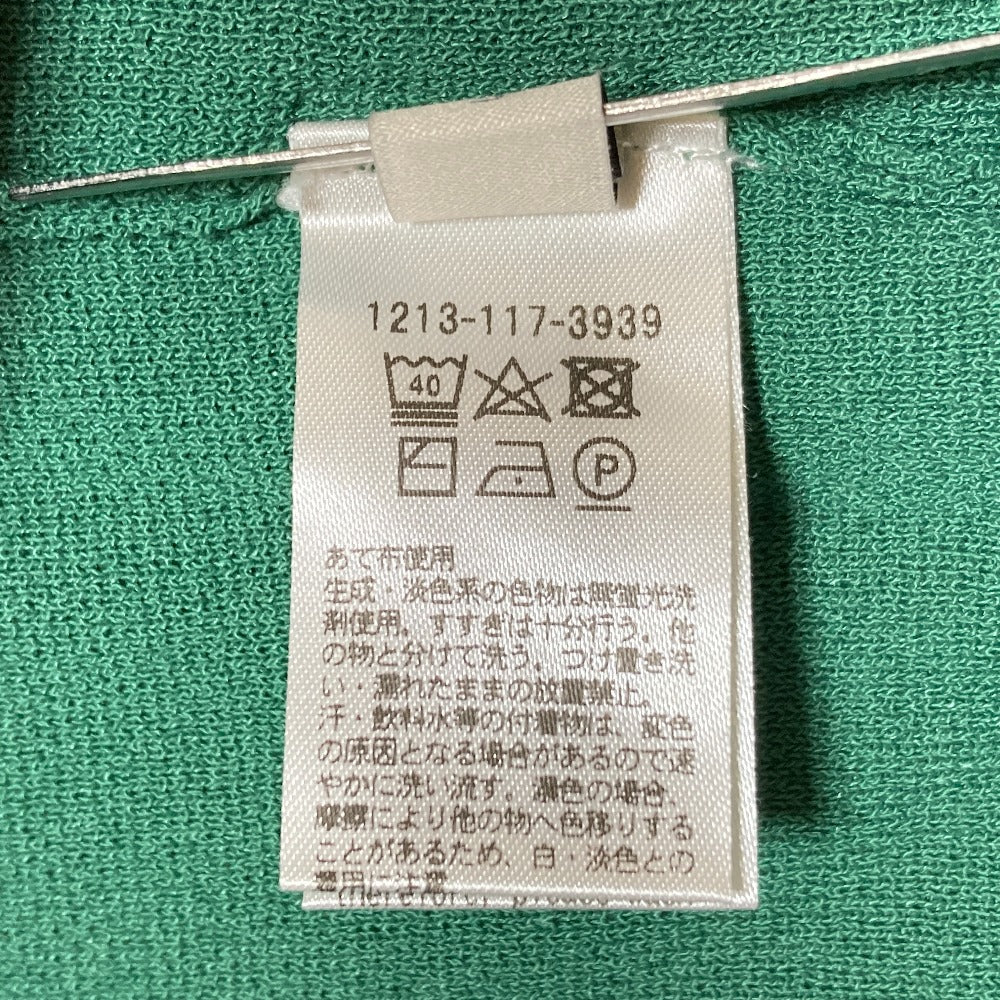 1213-117-3939
40
P
あて布使用
生成・淡色系の色物は無蛍光洗
剤使用。すすぎは十分行う。他
の物と分けて洗う。つけ置き洗
い・濡れたままの放置禁止。
汗・飲料水等の付着物は、変色
の原因となる場合があるので速
やかに洗い流す。濃色の場合、
摩擦により他の物へ色移りする
ことがあるため、白・淡色との
着用に注意